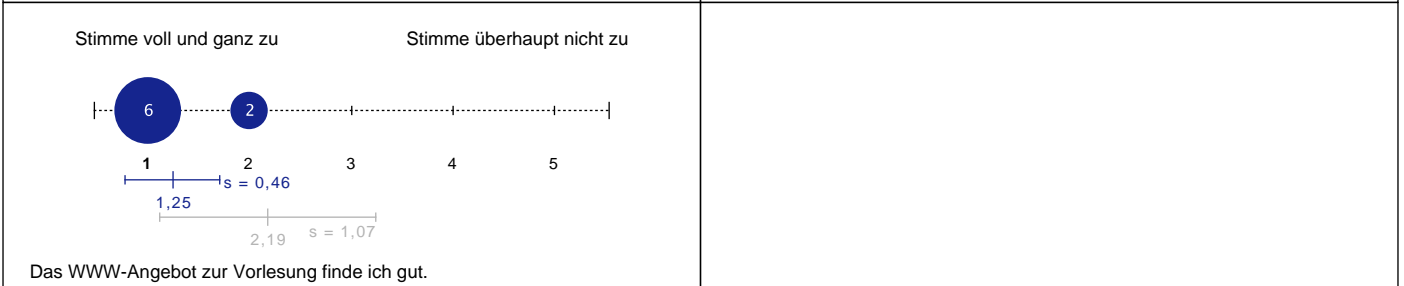 Stimme voll und ganz zu Stimme überhaupt nicht zu
6 2
1 2 3 4 5
s = 0,46
1,25
s = 1,07
2,19
Das WWW-Angebot zur Vorlesung finde ich gut.